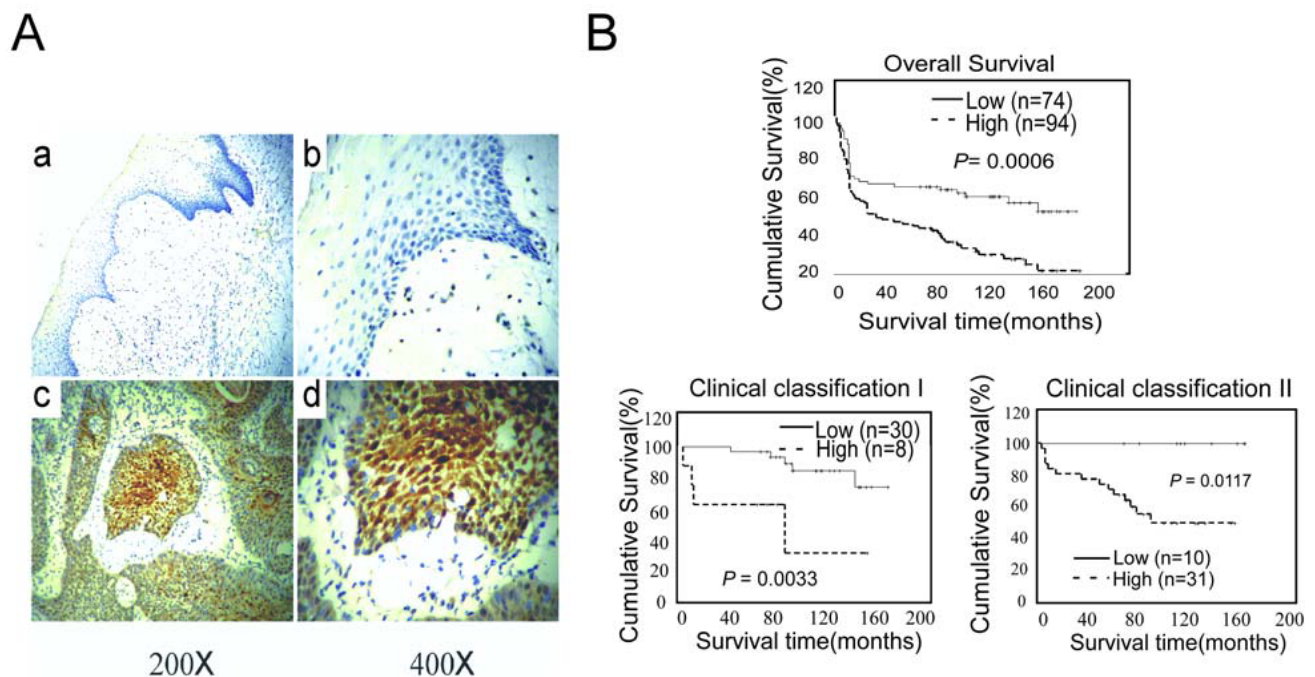 A
a
b
c
d
200X
400X
B
Overall Survival
Cumulative Survival(%)
120
100
80
60
40
20
Low (n=74)
High (n=94)
P= 0.0006
0 40 80 120 160 200
Survival time(months)
Clinical classification I
Cumulative Survival(%)
120
100
80
60
40
20
0
Low (n=30)
High (n=8)
P = 0.0033
0 40 80 120 160 200
Survival time(months)
Clinical classification II
Cumulative Survival(%)
120
100
80
60
40
20
0
P = 0.0117
Low (n=10)
High (n=31)
0 40 80 120 160 200
Survival time(months)